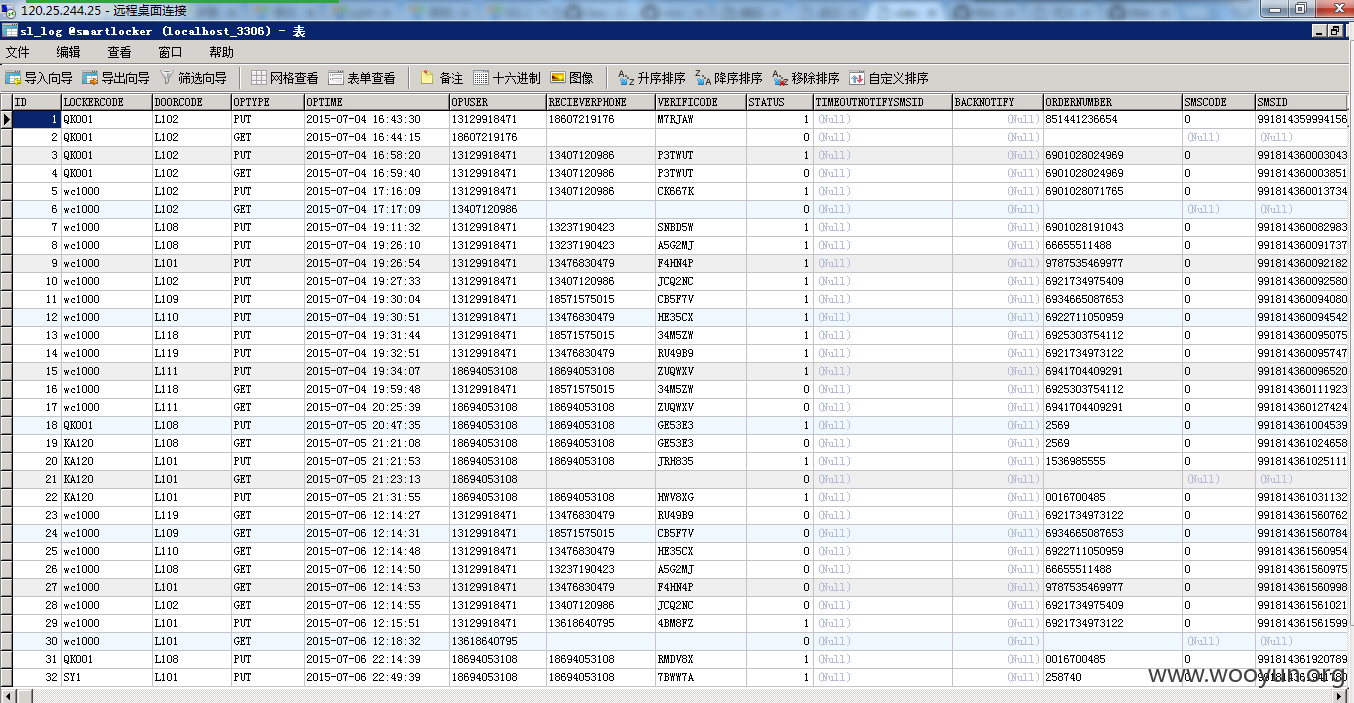 120.25.244.25 - 远程桌面连接
sl_log @smartlocker (localhost_3306) - 表
文件 编辑 查看 窗口 帮助
导入向导 导出向导 筛选向导 网格查看 表单查看 备注 十六进制 图像 升序排序 降序排序 移除排序 自定义排序
ID LOCKERCODE DOORCODE OPTYPE OPTIME OPUSER RECIEVERPHONE VERIFICODE STATUS TIMEOUTNOTIFYSMSID BACKNOTIFY ORDERNUMBER SMSCODE SMSID
1 QK001 L102 PUT 2015-07-04 16:43:30 13129918471 18607219176 M7RJAW 1 (Null) (Null) 851441236654 0 991814359994156
2 QK001 L102 GET 2015-07-04 16:44:15 18607219176 0 (Null) (Null) (Null) (Null)
3 QK001 L102 PUT 2015-07-04 16:58:20 13129918471 13407120986 P3TWUT 1 (Null) (Null) 6901028024969 0 991814360003043
4 QK001 L102 GET 2015-07-04 16:59:40 13129918471 13407120986 P3TWUT 0 (Null) (Null) 6901028024969 0 991814360003851
5 wc1000 L102 PUT 2015-07-04 17:16:09 13129918471 13407120986 CK667K 1 (Null) (Null) 6901028071765 0 991814360013734
6 wc1000 L102 GET 2015-07-04 17:17:09 13407120986 0 (Null) (Null) (Null) (Null)
7 wc1000 L108 PUT 2015-07-04 19:11:32 13129918471 13237190423 SNBD5W 1 (Null) (Null) 6901028191043 0 991814360082983
8 wc1000 L108 PUT 2015-07-04 19:26:10 13129918471 13237190423 A5G2MJ 1 (Null) (Null) 66655511488 0 991814360091737
9 wc1000 L101 PUT 2015-07-04 19:26:54 13129918471 13476830479 F4HN4P 1 (Null) (Null) 9787535469977 0 991814360092182
10 wc1000 L102 PUT 2015-07-04 19:27:33 13129918471 13407120986 JCQ2NC 1 (Null) (Null) 6921734975409 0 991814360092580
11 wc1000 L109 PUT 2015-07-04 19:30:04 13129918471 18571575015 CB5F7V 1 (Null) (Null) 6934665087653 0 991814360094080
12 wc1000 L110 PUT 2015-07-04 19:30:51 13129918471 13476830479 HE35CX 1 (Null) (Null) 6922711050959 0 991814360094542
13 wc1000 L118 PUT 2015-07-04 19:31:44 13129918471 18571575015 34M5ZW 1 (Null) (Null) 6925303754112 0 991814360095075
14 wc1000 L119 PUT 2015-07-04 19:32:51 13129918471 13476830479 RU49B9 1 (Null) (Null) 6921734973122 0 991814360095747
15 wc1000 L111 PUT 2015-07-04 19:34:07 18694053108 18694053108 ZUQWXV 1 (Null) (Null) 6941704409291 0 991814360096520
16 wc1000 L118 GET 2015-07-04 19:59:48 13129918471 18571575015 34M5ZW 0 (Null) (Null) 6925303754112 0 991814360111923
17 wc1000 L111 GET 2015-07-04 20:25:39 18694053108 18694053108 ZUQWXV 0 (Null) (Null) 6941704409291 0 991814360127424
18 QK001 L108 PUT 2015-07-05 20:47:35 18694053108 18694053108 GE53E3 1 (Null) (Null) 2569 0 991814361004539
19 KA120 L108 GET 2015-07-05 21:21:08 18694053108 18694053108 GE53E3 0 (Null) (Null) 2569 0 991814361024658
20 KA120 L101 PUT 2015-07-05 21:21:53 18694053108 18694053108 JRH835 1 (Null) (Null) 1536985555 0 991814361025111
21 KA120 L101 GET 2015-07-05 21:23:13 18694053108 0 (Null) (Null) (Null) (Null)
22 KA120 L101 PUT 2015-07-05 21:31:55 18694053108 18694053108 HWV8XG 1 (Null) (Null) 0016700485 0 991814361031132
23 wc1000 L119 GET 2015-07-06 12:14:27 13129918471 13476830479 RU49B9 0 (Null) (Null) 6921734973122 0 991814361560762
24 wc1000 L109 GET 2015-07-06 12:14:31 13129918471 18571575015 CB5F7V 0 (Null) (Null) 6934665087653 0 991814361560784
25 wc1000 L110 GET 2015-07-06 12:14:48 13129918471 13476830479 HE35CX 0 (Null) (Null) 6922711050959 0 991814361560954
26 wc1000 L108 GET 2015-07-06 12:14:50 13129918471 13237190423 A5G2MJ 0 (Null) (Null) 66655511488 0 991814361560975
27 wc1000 L101 GET 2015-07-06 12:14:53 13129918471 13476830479 F4HN4P 0 (Null) (Null) 9787535469977 0 991814361560998
28 wc1000 L102 GET 2015-07-06 12:14:55 13129918471 13407120986 JCQ2NC 0 (Null) (Null) 6921734975409 0 991814361561021
29 wc1000 L101 PUT 2015-07-06 12:15:51 13129918471 13618640795 4BM8FZ 1 (Null) (Null) 6921734973122 0 991814361561599
30 wc1000 L101 GET 2015-07-06 12:18:32 13618640795 0 (Null) (Null) (Null) (Null)
31 QK001 L108 PUT 2015-07-06 22:14:39 18694053108 18694053108 RMDV8X 1 (Null) (Null) 0016700485 0 991814361920789
32 SY1 L101 PUT 2015-07-06 22:49:39 18694053108 18694053108 7BWW7A 1 (Null) (Null) 258740 0
www.wooyun.org